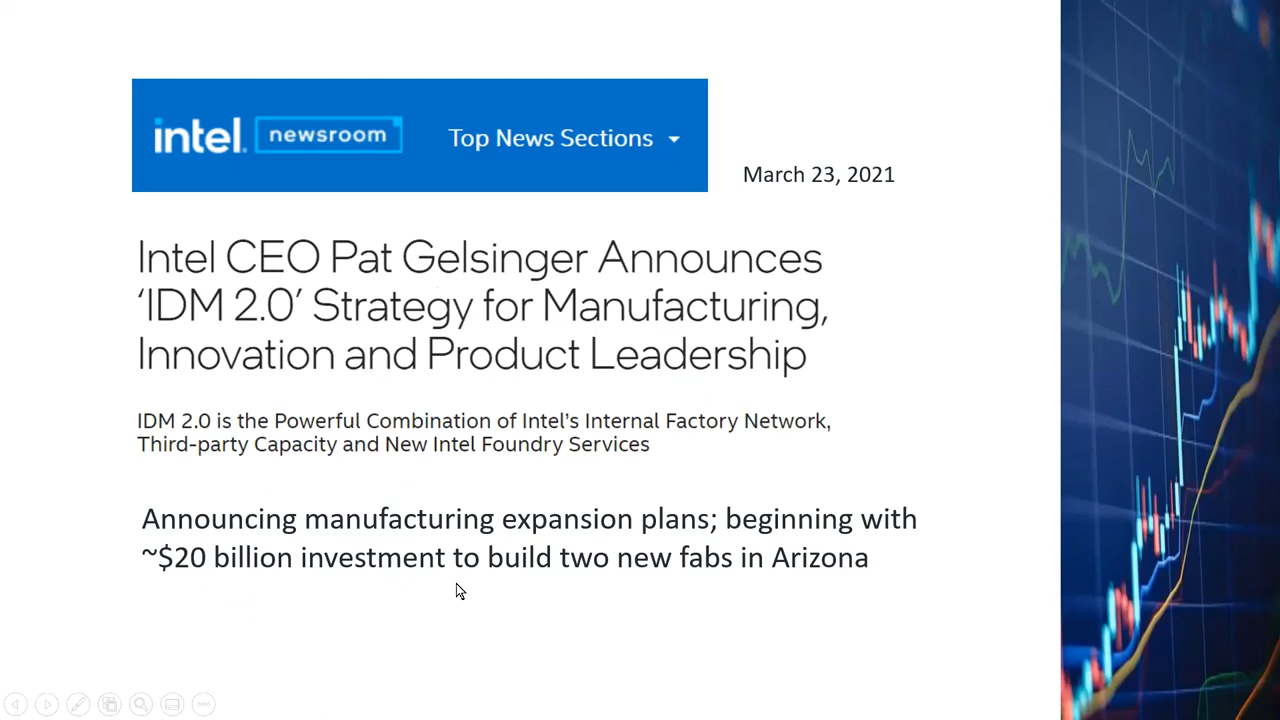 intel. newsroom Top News Sections
March 23, 2021
Intel CEO Pat Gelsinger Announces
‘IDM 2.0’ Strategy for Manufacturing,
Innovation and Product Leadership
IDM 2.0 is the Powerful Combination of Intel’s Internal Factory Network,
Third-party Capacity and New Intel Foundry Services
Announcing manufacturing expansion plans; beginning with
~$20 billion investment to build two new fabs in Arizona